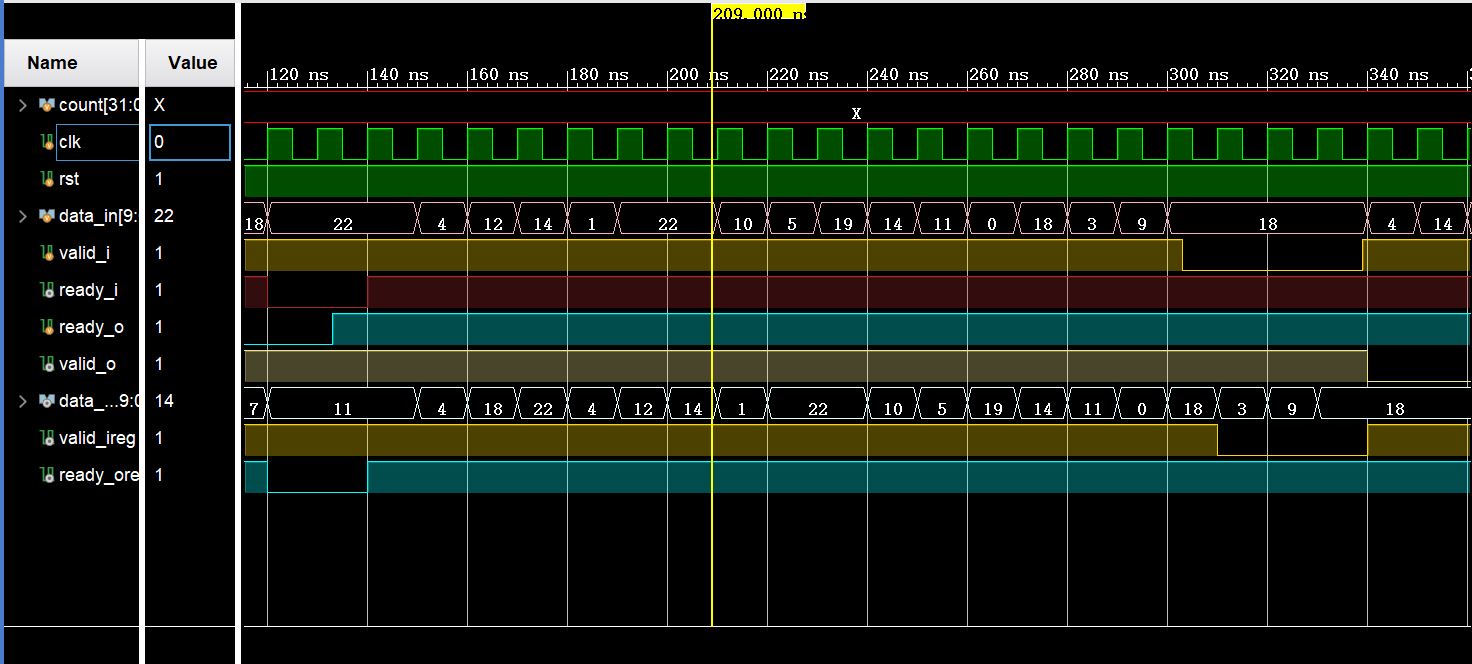 209.000 ns
Name Value 120 ns 140 ns 160 ns 180 ns 200 ns 220 ns 240 ns 260 ns 280 ns 300 ns 320 ns 340 ns
count[31:0 X X
clk 0
rst 1
data_in[9: 22 18 22 4 12 14 1 22 10 5 19 14 11 0 18 3 9 18 4 14
valid_i 1
ready_i 1
ready_o 1
valid_o 1
data_...9:0 14 7 11 4 18 22 4 12 14 1 22 10 5 19 14 11 0 18 3 9 18
valid_ireg 1
ready_ore 1